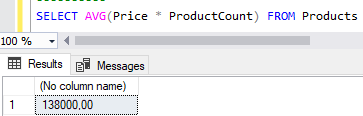 SELECT AVG(Price * ProductCount) FROM Products
100 %
Results Messages
(No column name)
1 138000,00